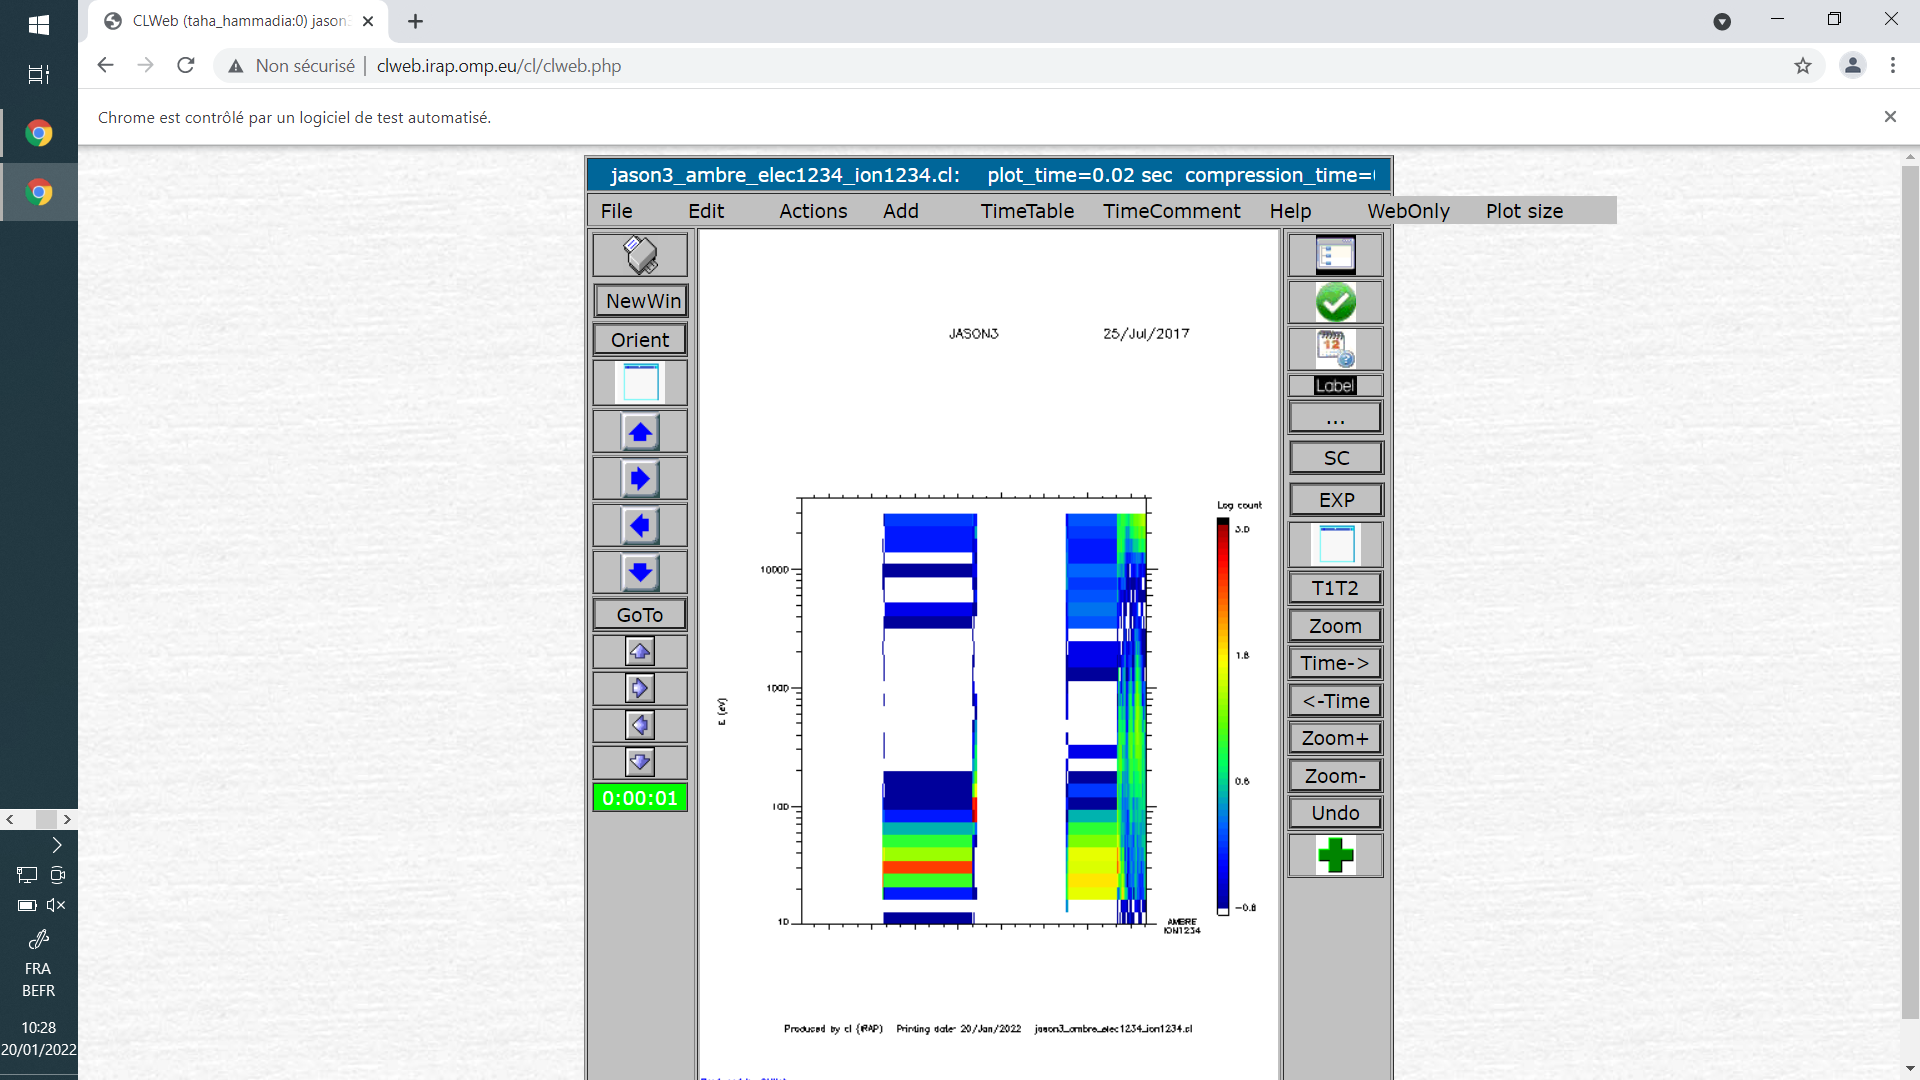 CLWeb (taha_hammadia:0) jason3
Non sécurisé | clweb.irap.omp.eu/cl/clweb.php
Chrome est contrôlé par un logiciel de test automatisé.
jason3_ambre_elec1234_ion1234.cl: plot_time=0.02 sec compression_time=
File Edit Actions Add TimeTable TimeComment Help WebOnly Plot size
NewWin
Orient
GoTo
0:00:01
JASON3 25/Jul/2017
Log count
3.0
1.8
0.6
-0.8
10000
1000
100
10
E (eV)
AMBRE
ION1234
Produced by cl (IRAP) Printing date: 20/Jan/2022 jason3_ambre_elec1234_ion1234.cl
12
Label
...
SC
EXP
T1T2
Zoom
Time->
<-Time
Zoom+
Zoom-
Undo
FRA
BEFR
10:28
20/01/2022